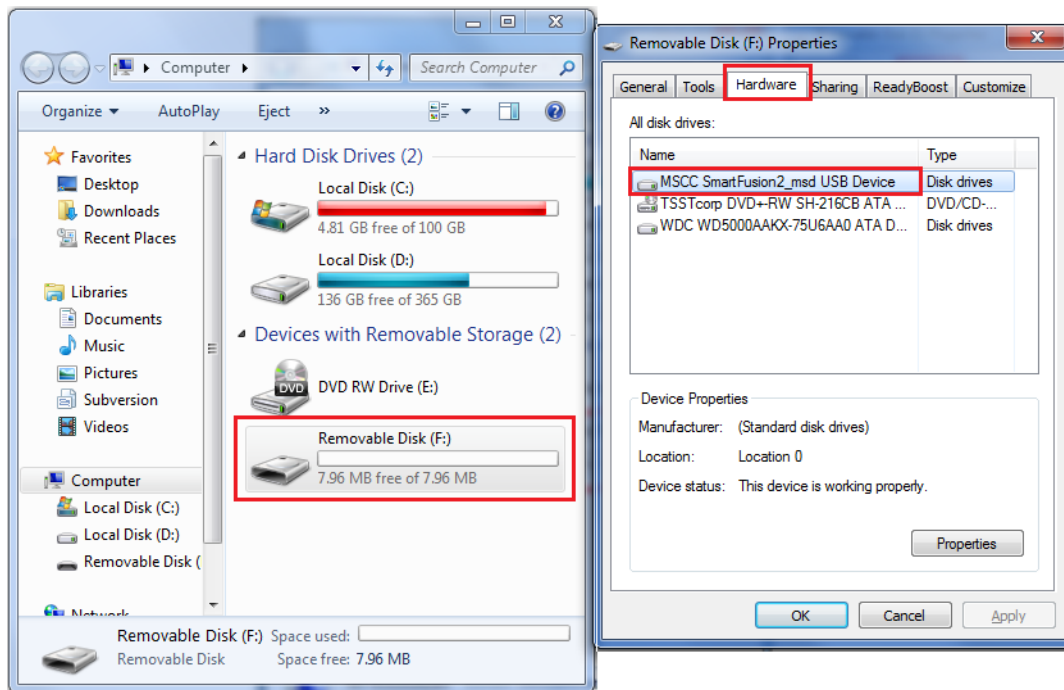 Computer
Search Computer
Organize
AutoPlay
Eject
»
Favorites
Desktop
Downloads
Recent Places
Libraries
Documents
Music
Pictures
Subversion
Videos
Computer
Local Disk (C:)
Local Disk (D:)
Removable Disk (
Network
Hard Disk Drives (2)
Local Disk (C:)
4.81 GB free of 100 GB
Local Disk (D:)
136 GB free of 365 GB
Devices with Removable Storage (2)
DVD
DVD RW Drive (E:)
Removable Disk (F:)
7.96 MB free of 7.96 MB
Removable Disk (F:) Space used:
Removable Disk Space free: 7.96 MB
Removable Disk (F:) Properties
General Tools Hardware Sharing ReadyBoost Customize
All disk drives:
Name Type
MSCC SmartFusion2_msd USB Device Disk drives
TSSTcorp DVD+-RW SH-216CB ATA ... DVD/CD-...
WDC WD5000AAKX-75U6AA0 ATA D... Disk drives
Device Properties
Manufacturer: (Standard disk drives)
Location: Location 0
Device status: This device is working properly.
Properties
OK Cancel Apply